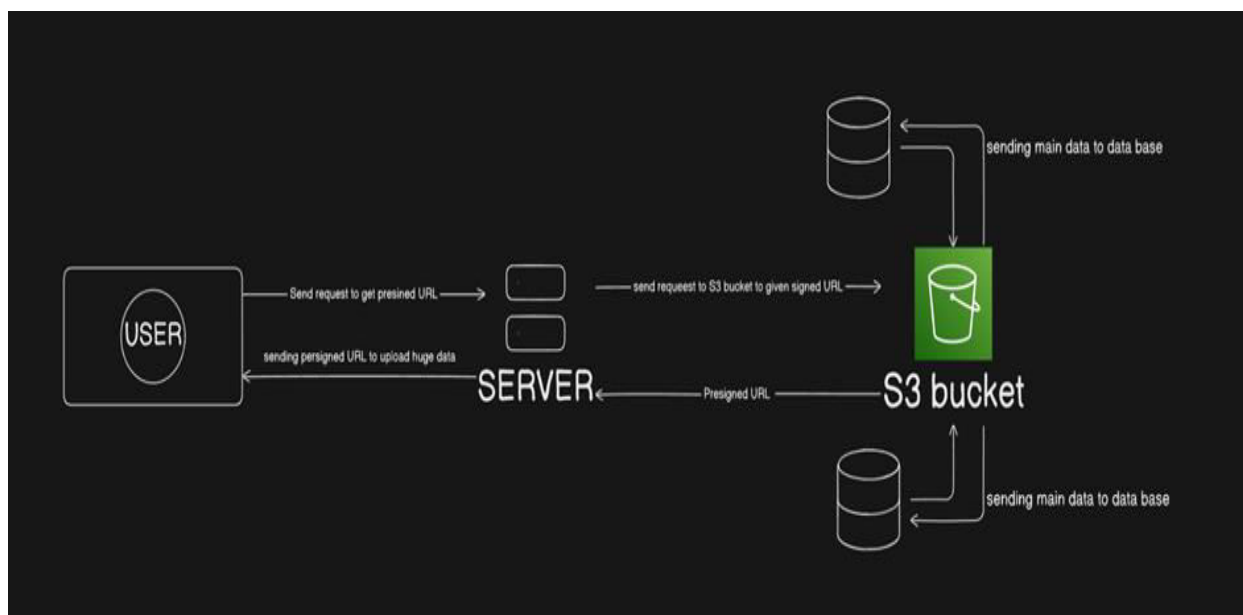 sending main data to data base
Send request to get presined URL
send requeest to S3 bucket to given signed URL
USER
sending persigned URL to upload huge data
SERVER
Presigned URL
S3 bucket
sending main data to data base